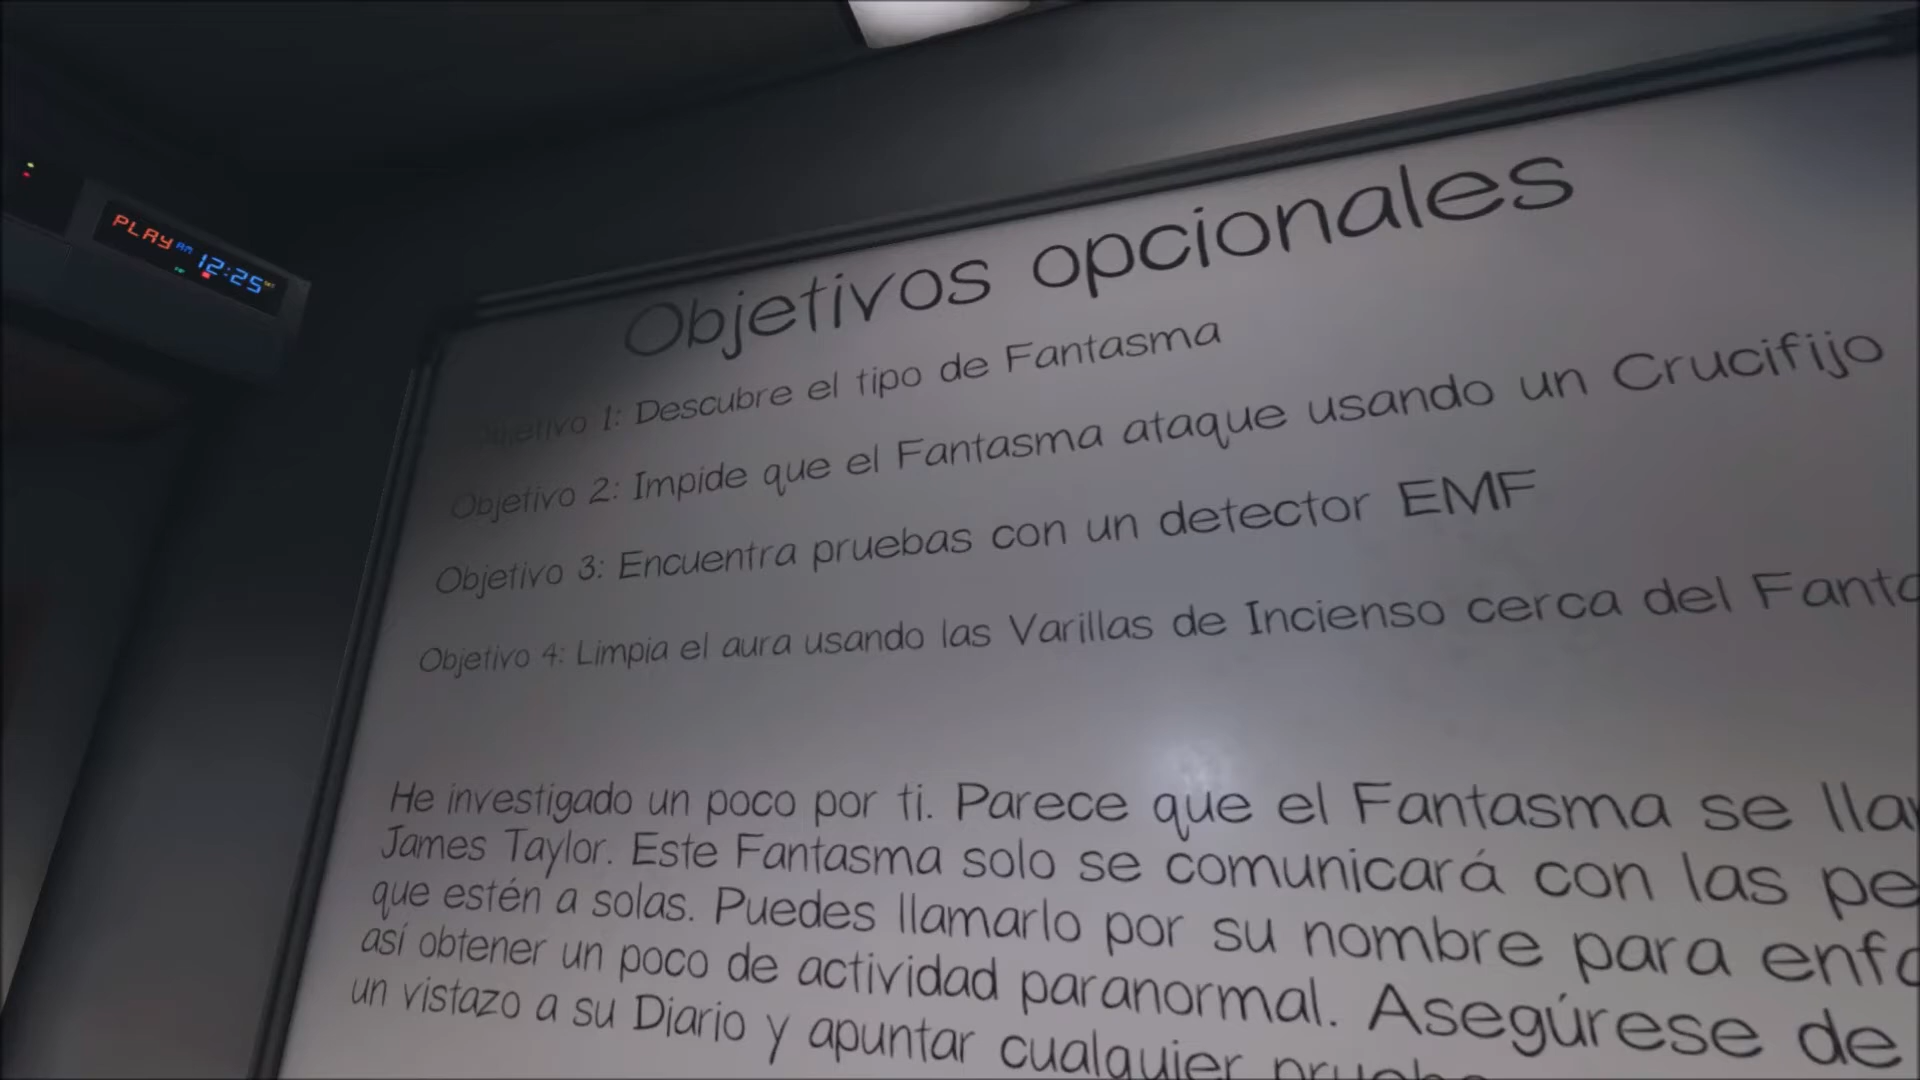 PLAY AM 12:25
Objetivos opcionales
Objetivo 1: Descubre el tipo de Fantasma
Objetivo 2: Impide que el Fantasma ataque usando un Crucifijo
Objetivo 3: Encuentra pruebas con un detector EMF
Objetivo 4: Limpia el aura usando las Varillas de Incienso cerca del
He investigado un poco por ti. Parece que el Fantasma se
James Taylor. Este Fantasma solo se comunicará con las
que estén a solas. Puedes llamarlo por su nombre para
así obtener un poco de actividad paranormal. Asegúrese de
un vistazo a su Diario y apuntar cualquier